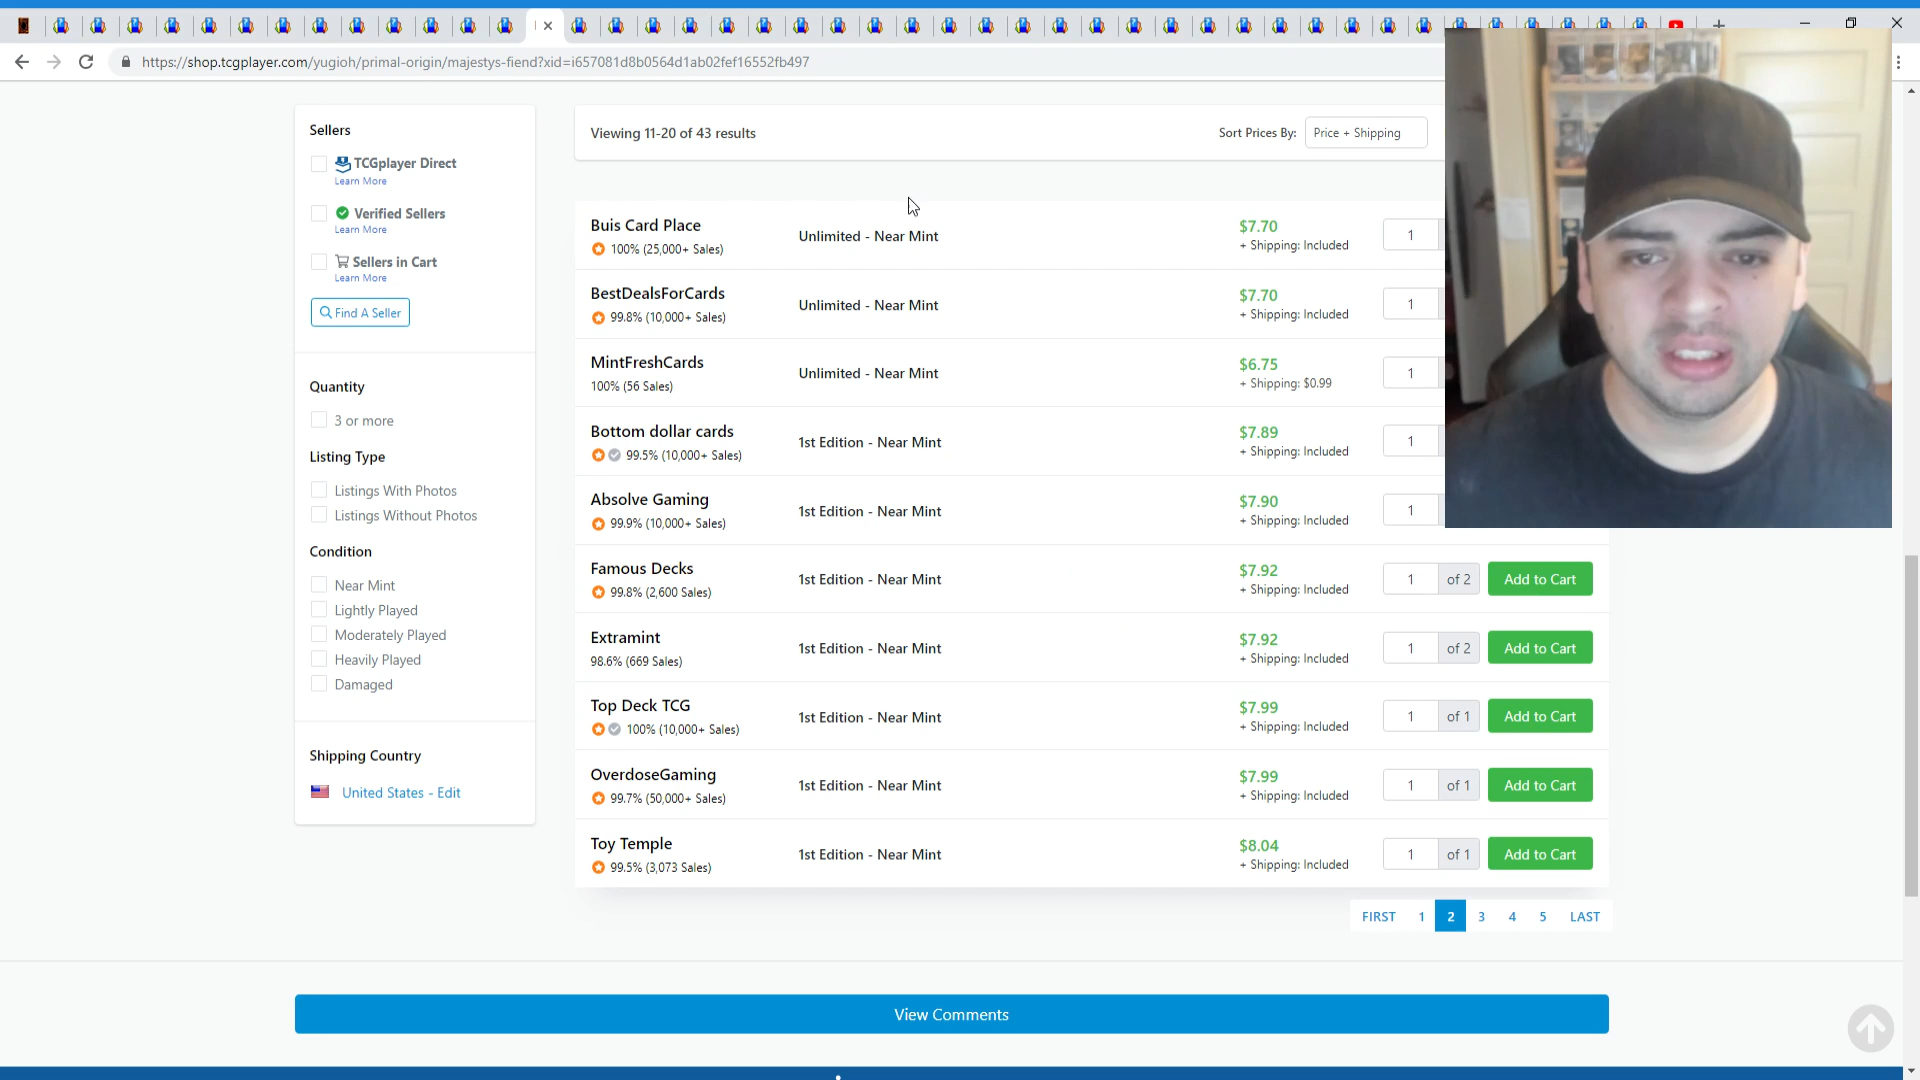 https://shop.tcgplayer.com/yugioh/primal-origin/majestys-fiend?xid=i657081d8b0564d1ab02fef16552fb497
Sellers
TCGplayer Direct
Learn More
Verified Sellers
Learn More
Sellers in Cart
Learn More
Find A Seller
Quantity
3 or more
Listing Type
Listings With Photos
Listings Without Photos
Condition
Near Mint
Lightly Played
Moderately Played
Heavily Played
Damaged
Shipping Country
United States - Edit
Viewing 11-20 of 43 results
Sort Prices By: Price + Shipping
Buis Card Place
100% (25,000+ Sales)
Unlimited - Near Mint
$7.70
+ Shipping: Included
1
BestDealsForCards
99.8% (10,000+ Sales)
Unlimited - Near Mint
$7.70
+ Shipping: Included
1
MintFreshCards
100% (56 Sales)
Unlimited - Near Mint
$6.75
+ Shipping: $0.99
1
Bottom dollar cards
99.5% (10,000+ Sales)
1st Edition - Near Mint
$7.89
+ Shipping: Included
1
Absolve Gaming
99.9% (10,000+ Sales)
1st Edition - Near Mint
$7.90
+ Shipping: Included
1
Famous Decks
99.8% (2,600 Sales)
1st Edition - Near Mint
$7.92
+ Shipping: Included
1 of 2 Add to Cart
Extramint
98.6% (669 Sales)
1st Edition - Near Mint
$7.92
+ Shipping: Included
1 of 2 Add to Cart
Top Deck TCG
100% (10,000+ Sales)
1st Edition - Near Mint
$7.99
+ Shipping: Included
1 of 1 Add to Cart
OverdoseGaming
99.7% (50,000+ Sales)
1st Edition - Near Mint
$7.99
+ Shipping: Included
1 of 1 Add to Cart
Toy Temple
99.5% (3,073 Sales)
1st Edition - Near Mint
$8.04
+ Shipping: Included
1 of 1 Add to Cart
FIRST 1 2 3 4 5 LAST
View Comments